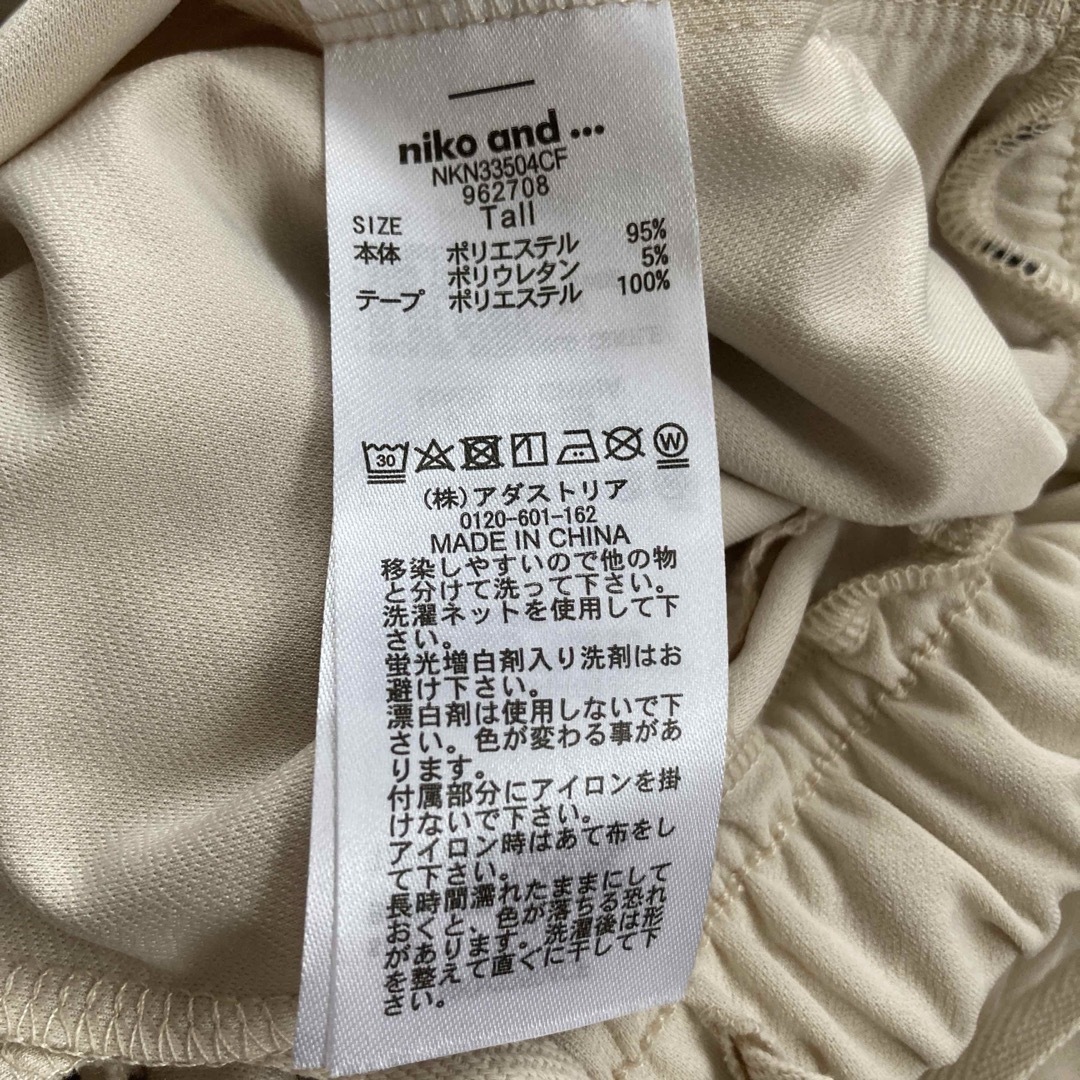 niko and ...
NKN33504CF
962708
SIZE Tall
本体 ポリエステル 95%
ポリウレタン 5%
テープ ポリエステル 100%
30
W
(株)アダストリア
0120-601-162
MADE IN CHINA
移染しやすいので他の物
と分けて洗って下さい。
洗濯ネットを使用して下
さい。
蛍光増白剤入り洗剤はお
避け下さい。
漂白剤は使用しないで下
さい。色が変わる事があ
ります。
付属部分にアイロンを掛
けないで下さい。
アイロン時はあて布をし
て下さい。
長時間濡れたままにして
おくと、色が落ちる恐れ
があります。洗濯後は形
を整えて直ぐに干して下
さい。